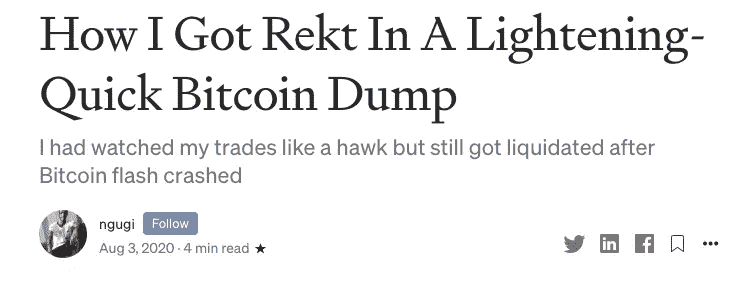 How I Got Rekt In A Lightening-
Quick Bitcoin Dump
I had watched my trades like a hawk but still got liquidated after
Bitcoin flash crashed
ngugi Follow
Aug 3, 2020 · 4 min read ★